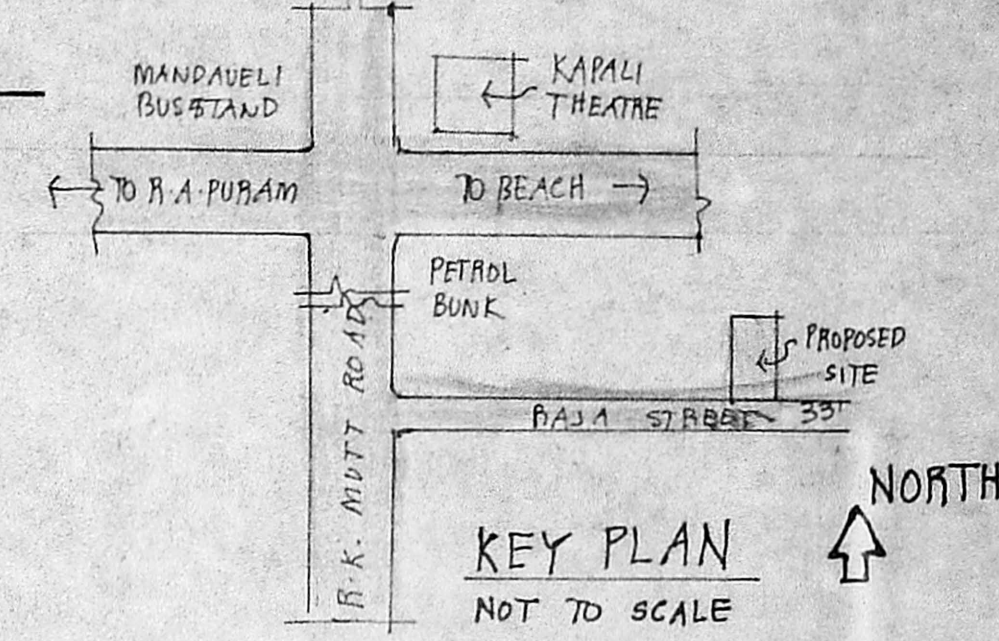 MANDAVELI
BUSSTAND
KAPALI
THEATRE
TO R.A.PURAM
TO BEACH
PETROL
BUNK
R.K. MUTT ROAD
PROPOSED
SITE
RAJA STREET 33'
NORTH
KEY PLAN
NOT TO SCALE